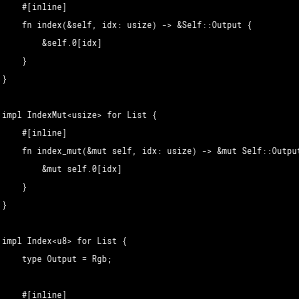 #[inline]
fn index(&self, idx: usize) -> &Self::Output {
&self.0[idx]
}
}
impl IndexMut<usize> for List {
#[inline]
fn index_mut(&mut self, idx: usize) -> &mut Self::Output
&mut self.0[idx]
}
}
impl Index<u8> for List {
type Output = Rgb;
#[inline]